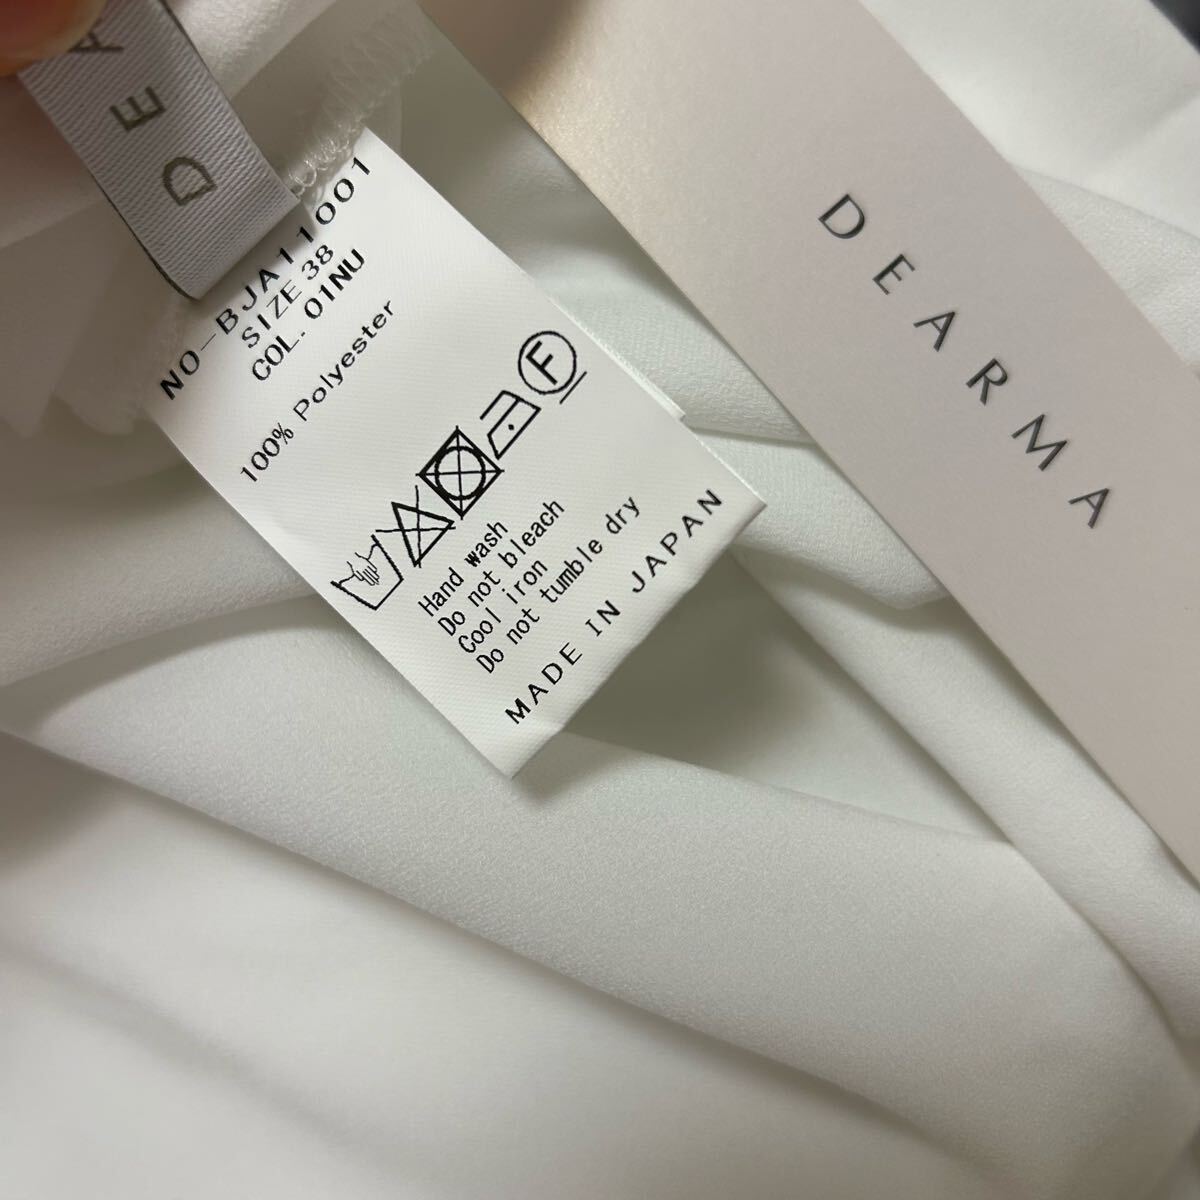 DEA
NO-BJA11001
SIZE 38
COL. 01NU
100% Polyester
F
Hand wash
Do not bleach
Cool iron
Do not tumble dry
MADE IN JAPAN
DEARMA